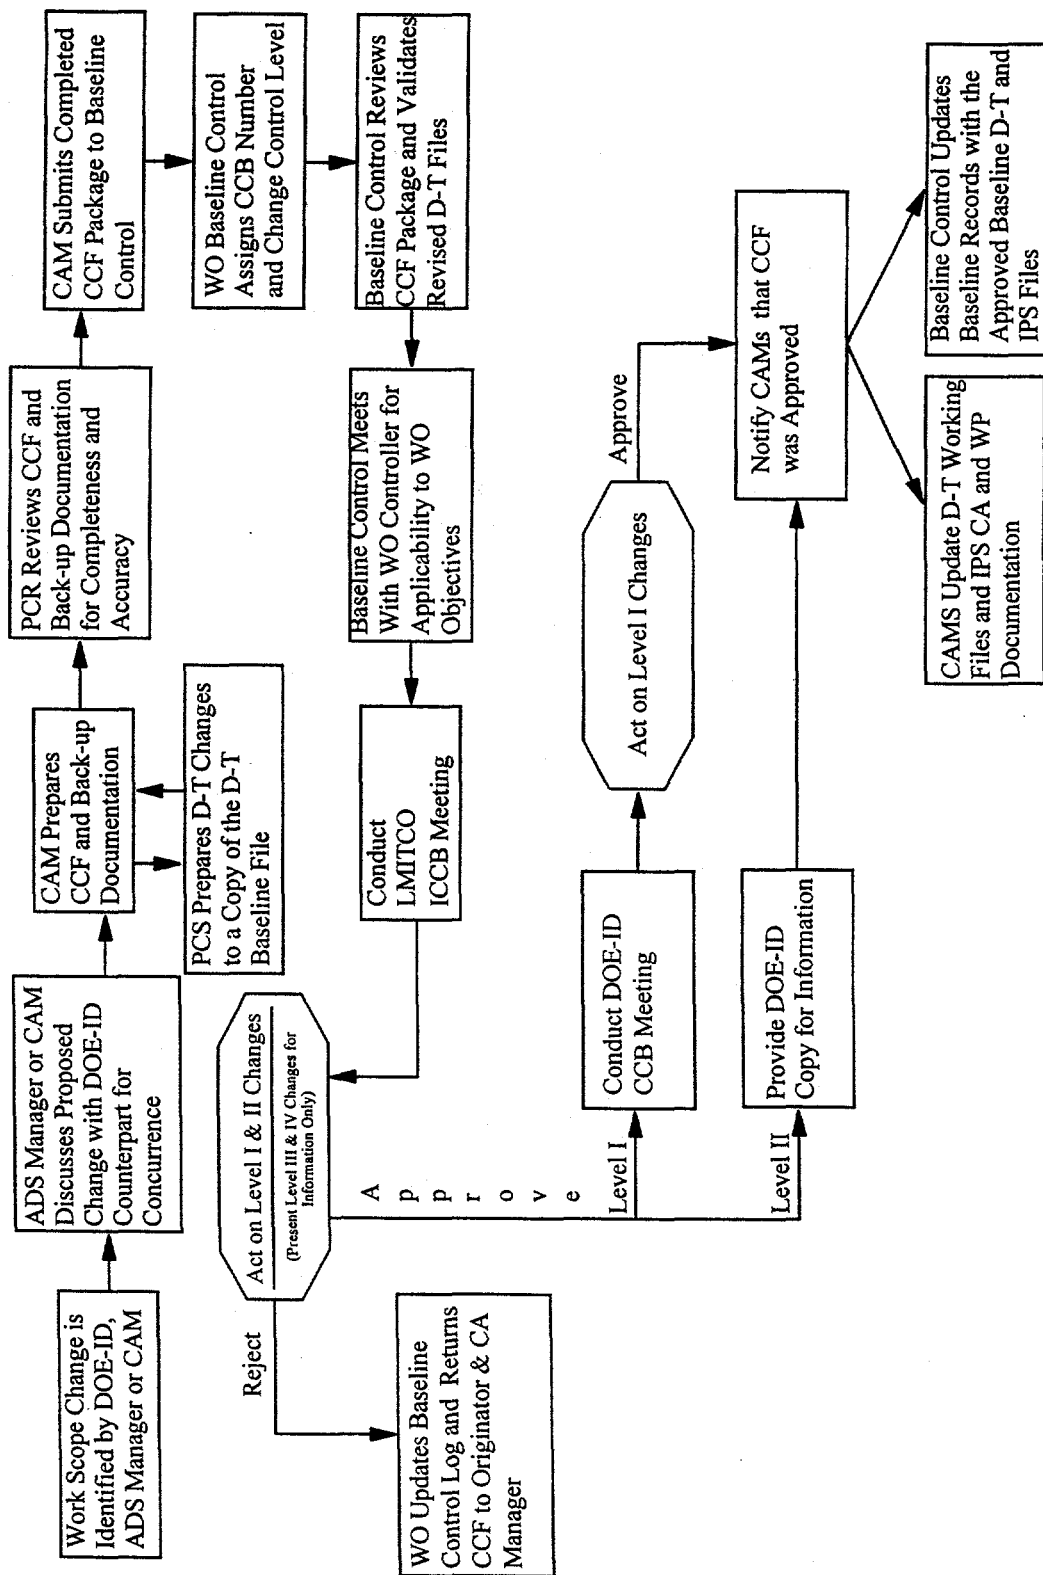 Work Scope Change is
Identified by DOE-ID,
ADS Manager or CAM
ADS Manager or CAM
Discusses Proposed
Change with DOE-ID
Counterpart for
Concurrence
CAM Prepares
CCF and Back-up
Documentation
PCS Prepares D-T Changes
to a Copy of the D-T
Baseline File
PCR Reviews CCF and
Back-up Documentation
for Completeness and
Accuracy
CAM Submits Completed
CCF Package to Baseline
Control
WO Baseline Control
Assigns CCB Number
and Change Control Level
Baseline Control Reviews
CCF Package and Validates
Revised D-T Files
Baseline Control Meets
With WO Controller for
Applicability to WO
Objectives
Conduct
LMITCO
ICCB Meeting
Act on Level I & II Changes
(Present Level III & IV Changes for
Information Only)
Reject
WO Updates Baseline
Control Log and Returns
CCF to Originator & CA
Manager
A p p r o v e
Level I
Conduct DOE-ID
CCB Meeting
Act on Level I Changes
Approve
Level II
Provide DOE-ID
Copy for Information
Notify CAMs that CCF
was Approved
CAMS Update D-T Working
Files and IPS CA and WP
Documentation
Baseline Control Updates
Baseline Records with the
Approved Baseline D-T and
IPS Files